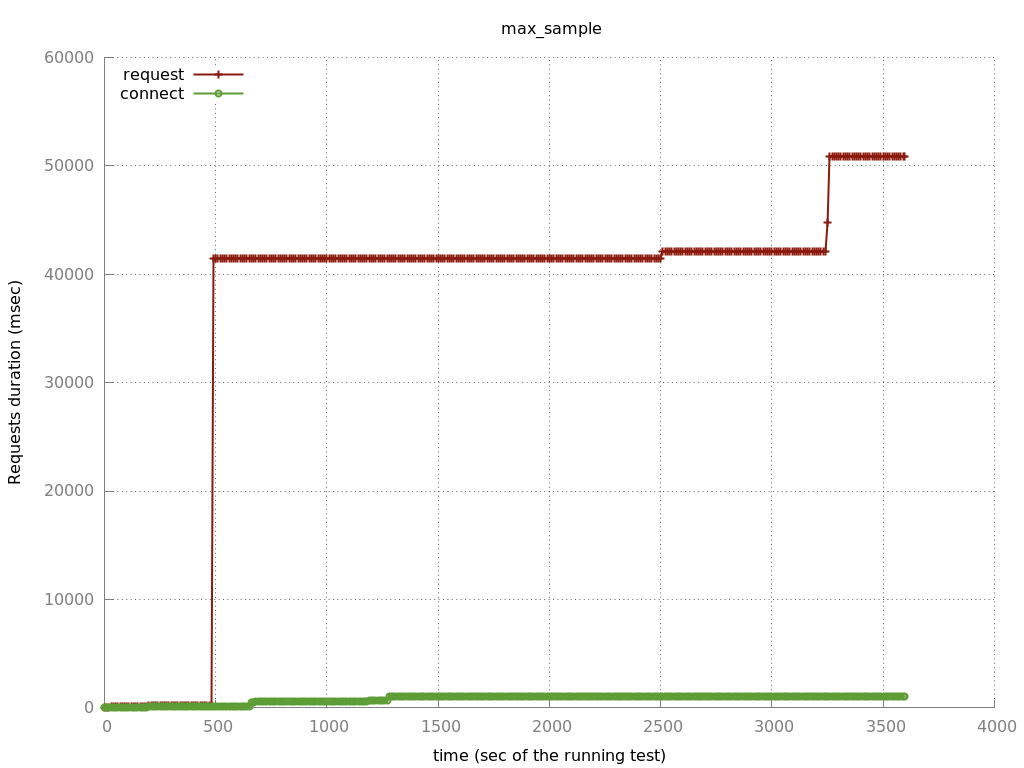 max_sample
request
connect
60000
50000
40000
30000
20000
10000
0
Requests duration (msec)
0 500 1000 1500 2000 2500 3000 3500 4000
time (sec of the running test)